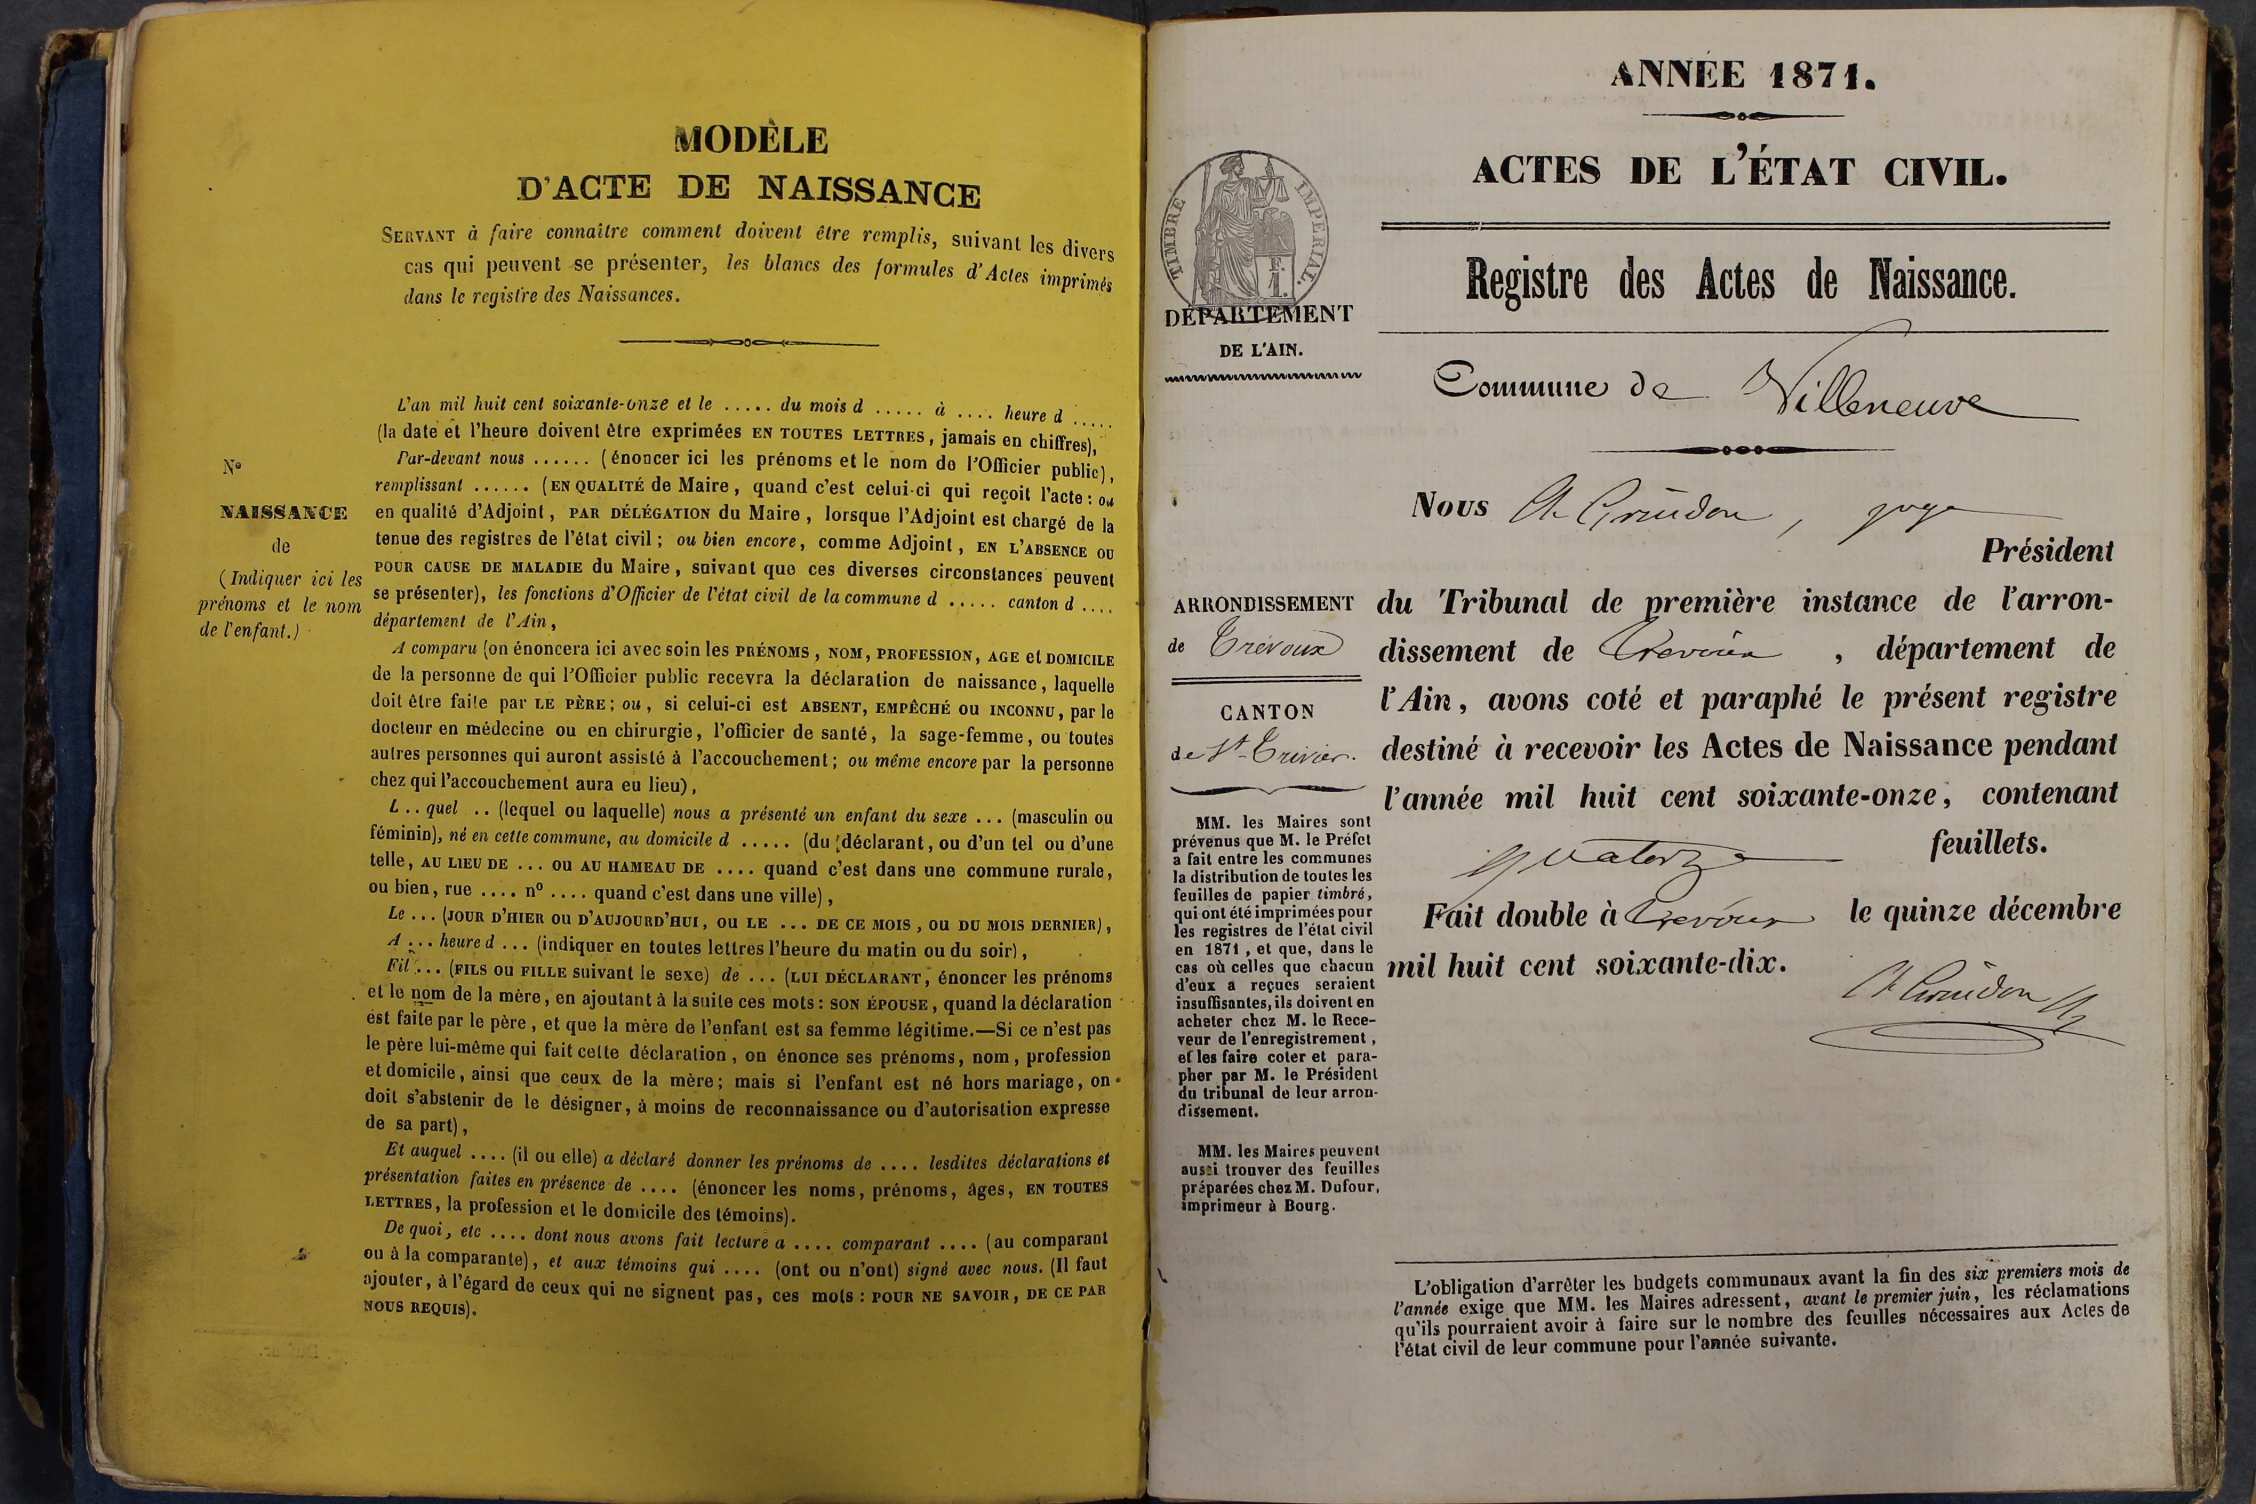 MODÈLE
D'ACTE DE NAISSANCE
SERVANT à faire connaître comment doivent être remplis, suivant les divers
cas qui peuvent se présenter, les blancs des formules d'Actes imprimés
dans le registre des Naissances.
L'an mil huit cent soixante-onze et le ..... du mois d ..... à .... heure d .....
(la date et l'heure doivent être exprimées EN TOUTES LETTRES, jamais en chiffres),
Par-devant nous ...... (énoncer ici les prénoms et le nom de l'Officier public),
remplissant ...... (EN QUALITÉ de Maire, quand c'est celui-ci qui reçoit l'acte: ou
en qualité d'Adjoint, PAR DÉLÉGATION du Maire, lorsque l'Adjoint est chargé de la
tenue des registres de l'état civil; ou bien encore, comme Adjoint, EN L'ABSENCE OU
POUR CAUSE DE MALADIE du Maire, suivant que ces diverses circonstances peuvent
se présenter), les fonctions d'Officier de l'état civil de la commune d ..... canton d ....
département de l'Ain,
A comparu (on énoncera ici avec soin les PRÉNOMS, NOM, PROFESSION, AGE et DOMICILE
de la personne de qui l'Officier public recevra la déclaration de naissance, laquelle
doit être faite par LE PÈRE; ou, si celui-ci est ABSENT, EMPÊCHÉ OU INCONNU, par le
docteur en médecine ou en chirurgie, l'officier de santé, la sage-femme, ou toutes
autres personnes qui auront assisté à l'accouchement; ou même encore par la personne
chez qui l'accouchement aura eu lieu),
L .. quel .. (lequel ou laquelle) nous a présenté un enfant du sexe ... (masculin ou
féminin), né en cette commune, au domicile d ..... (du déclarant, ou d'un tel ou d'une
telle, AU LIEU DE ... OU AU HAMEAU DE .... quand c'est dans une commune rurale,
ou bien, rue .... nº .... quand c'est dans une ville),
Le ... (JOUR D'HIER OU D'AUJOURD'HUI, OU LE ... DE CE MOIS, OU DU MOIS DERNIER),
A ... heure d ... (indiquer en toutes lettres l'heure du matin ou du soir),
Fil ... (FILS OU FILLE suivant le sexe) de ... (LUI DÉCLARANT, énoncer les prénoms
et le nom de la mère, en ajoutant à la suite ces mots: SON ÉPOUSE, quand la déclaration
est faite par le père, et que la mère de l'enfant est sa femme légitime.—Si ce n'est pas
le père lui-même qui fait cette déclaration, on énonce ses prénoms, nom, profession
et domicile, ainsi que ceux de la mère; mais si l'enfant est né hors mariage, on
doit s'abstenir de le désigner, à moins de reconnaissance ou d'autorisation expresse
de sa part),
Et auquel .... (il ou elle) a déclaré donner les prénoms de .... lesdites déclarations et
présentation faites en présence de .... (énoncer les noms, prénoms, âges, EN TOUTES
LETTRES, la profession et le domicile des témoins).
De quoi, etc .... dont nous avons fait lecture a .... comparant .... (au comparant
ou à la comparante), et aux témoins qui .... (ont ou n'ont) signé avec nous. (Il faut
ajouter, à l'égard de ceux qui ne signent pas, ces mots: POUR NE SAVOIR, DE CE PAR
NOUS REQUIS).
Nº
NAISSANCE
de
(Indiquer ici les
prénoms et le nom
de l'enfant.)
ANNÉE 1871.
ACTES DE L'ÉTAT CIVIL.
Registre des Actes de Naissance.
Commune de Villeneuve
TIMBRE IMPERIAL.
F.
1.
DÉPARTEMENT
DE L'AIN.
ARRONDISSEMENT
de Trévoux
CANTON
de St-Trivier.
MM. les Maires sont
prévenus que M. le Préfet
a fait entre les communes
la distribution de toutes les
feuilles de papier timbré,
qui ont été imprimées pour
les registres de l'état civil
en 1871, et que, dans le
cas où celles que chacun
d'eux a reçues seraient
insuffisantes, ils doivent en
acheter chez M. le Rece-
veur de l'enregistrement,
et les faire coter et para-
pher par M. le Président
du tribunal de leur arron-
dissement.
MM. les Maires peuvent
aussi trouver des feuilles
préparées chez M. Dufour,
imprimeur à Bourg.
Nous , juge
Président
du Tribunal de première instance de l'arron-
dissement de Trévoux, département de
l'Ain, avons coté et paraphé le présent registre
destiné à recevoir les Actes de Naissance pendant
l'année mil huit cent soixante-onze, contenant
quatorze feuillets.
Fait double à Trévoux le quinze décembre
mil huit cent soixante-dix.
L'obligation d'arrêter les budgets communaux avant la fin des six premiers mois de
l'année exige que MM. les Maires adressent, avant le premier juin, les réclamations
qu'ils pourraient avoir à faire sur le nombre des feuilles nécessaires aux Actes de
l'état civil de leur commune pour l'année suivante.